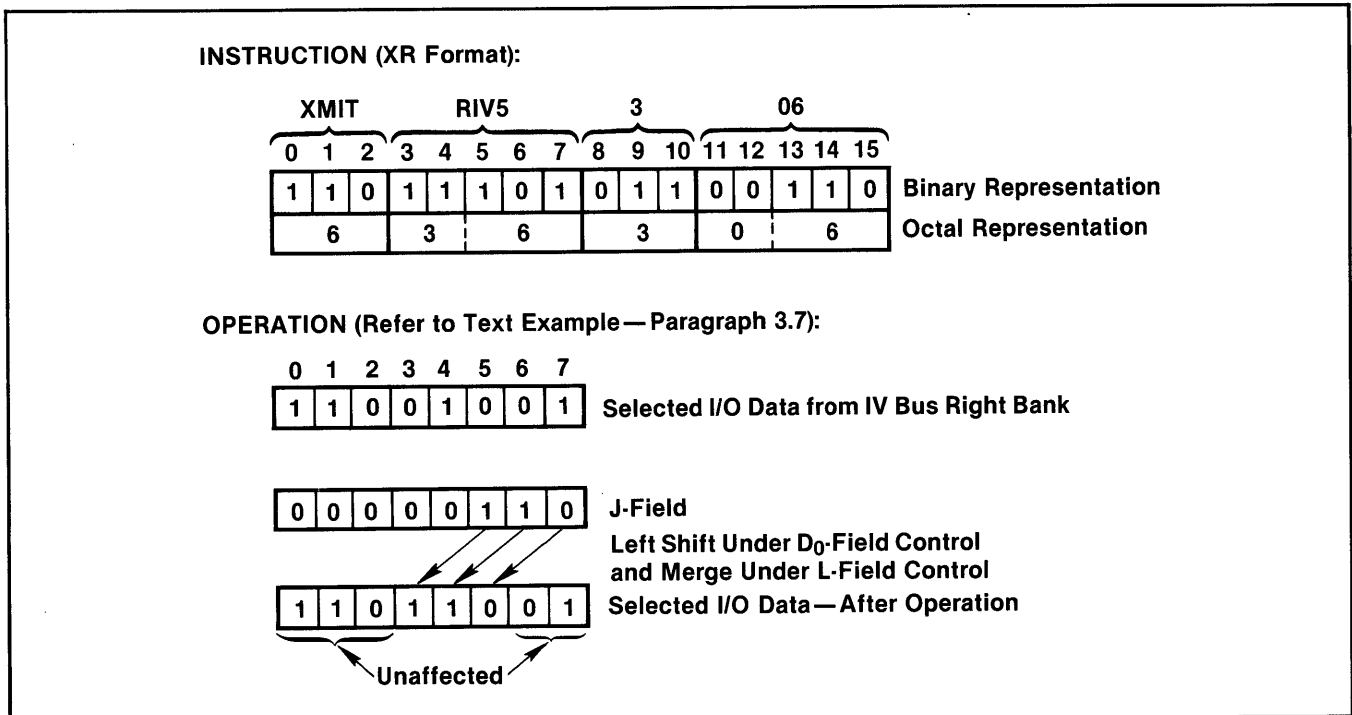 INSTRUCTION (XR Format):
XMIT RIV5 3 06
0 1 2 3 4 5 6 7 8 9 10 11 12 13 14 15
1 1 0 1 1 1 0 1 0 1 1 0 0 1 1 0 Binary Representation
6 3 6 3 0 6 Octal Representation
OPERATION (Refer to Text Example—Paragraph 3.7):
0 1 2 3 4 5 6 7
1 1 0 0 1 0 0 1 Selected I/O Data from IV Bus Right Bank
0 0 0 0 0 1 1 0 J-Field
Left Shift Under D0-Field Control
and Merge Under L-Field Control
1 1 0 1 1 0 0 1 Selected I/O Data—After Operation
Unaffected